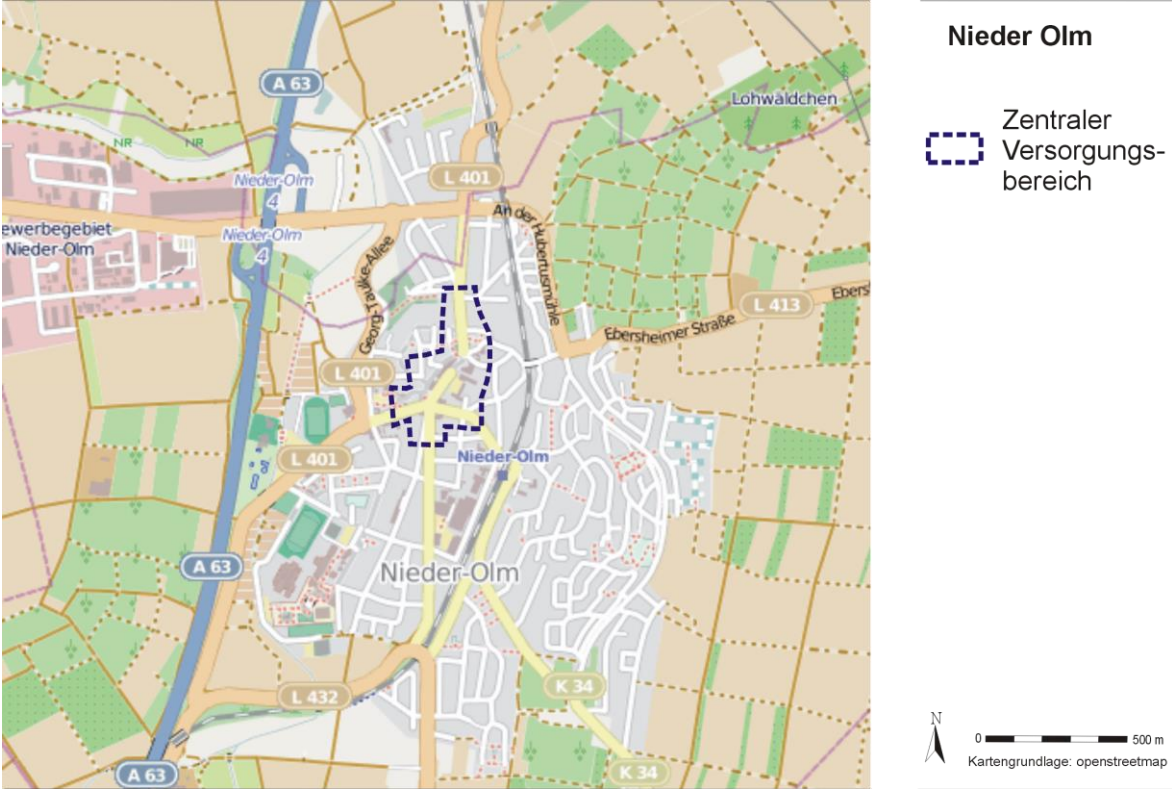 Nieder Olm
Zentraler
Versorgungs-
bereich
A 63
Lohwäldchen
NR
NR
L 401
Nieder-Olm
4
An der Hubertusmühle
ewerbegebiet
Nieder-Olm
Nieder-Olm
4
Georg-Taulke-Allee
L 413
Ebers
Ebersheimer Straße
L 401
L 401
Nieder-Olm
A 63
Nieder-Olm
K 34
L 432
K 34
A 63
N
0
500 m
Kartengrundlage: openstreetmap